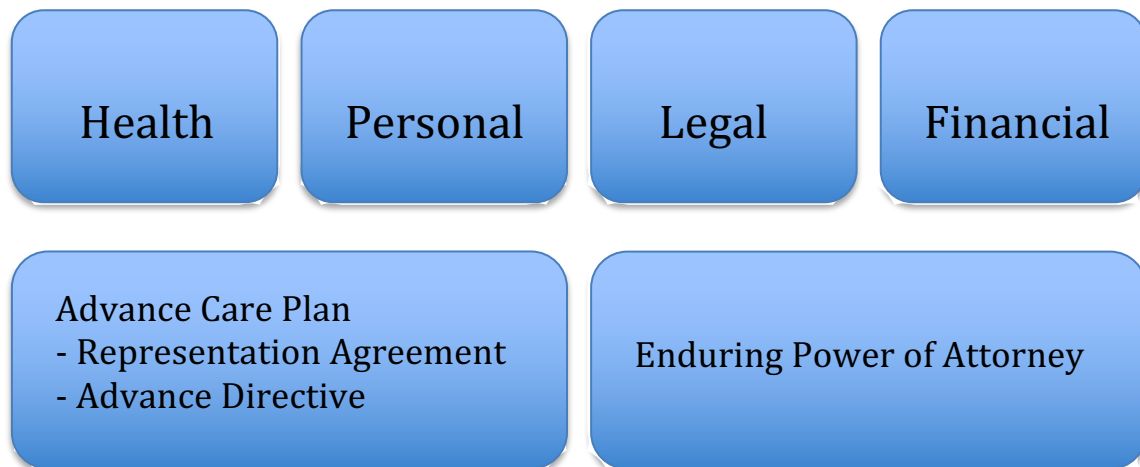 Health
Personal
Legal
Financial
Advance Care Plan
- Representation Agreement
- Advance Directive
Enduring Power of Attorney